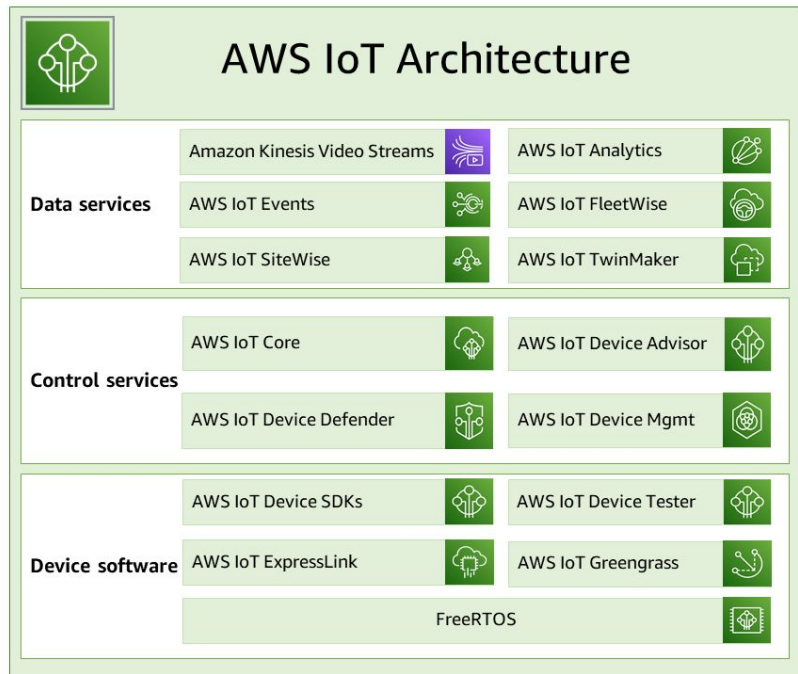 AWS IoT Architecture
Data services
Amazon Kinesis Video Streams
AWS IoT Analytics
AWS IoT Events
AWS IoT FleetWise
AWS IoT SiteWise
AWS IoT TwinMaker
Control services
AWS IoT Core
AWS IoT Device Advisor
AWS IoT Device Defender
AWS IoT Device Mgmt
Device software
AWS IoT Device SDKs
AWS IoT Device Tester
AWS IoT ExpressLink
AWS IoT Greengrass
FreeRTOS